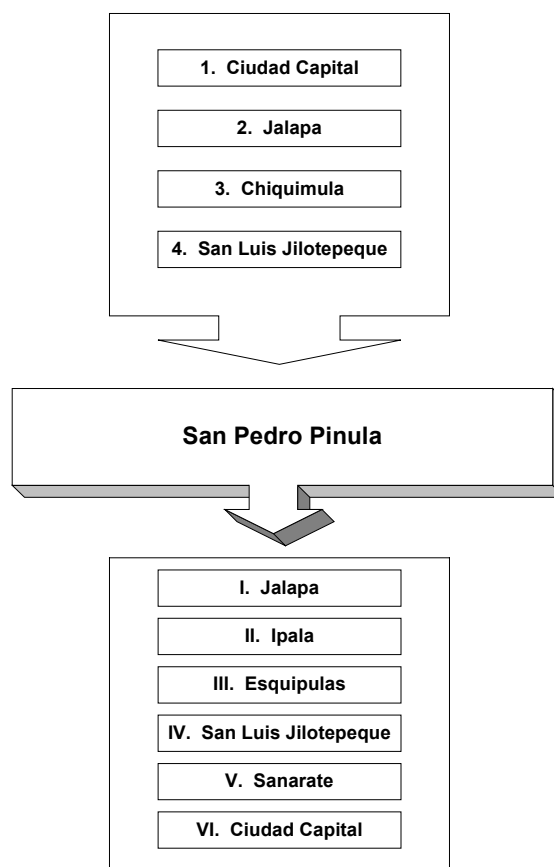 1. Ciudad Capital
2. Jalapa
3. Chiquimula
4. San Luis Jilotepeque
San Pedro Pinula
I. Jalapa
II. Ipala
III. Esquipulas
IV. San Luis Jilotepeque
V. Sanarate
VI. Ciudad Capital